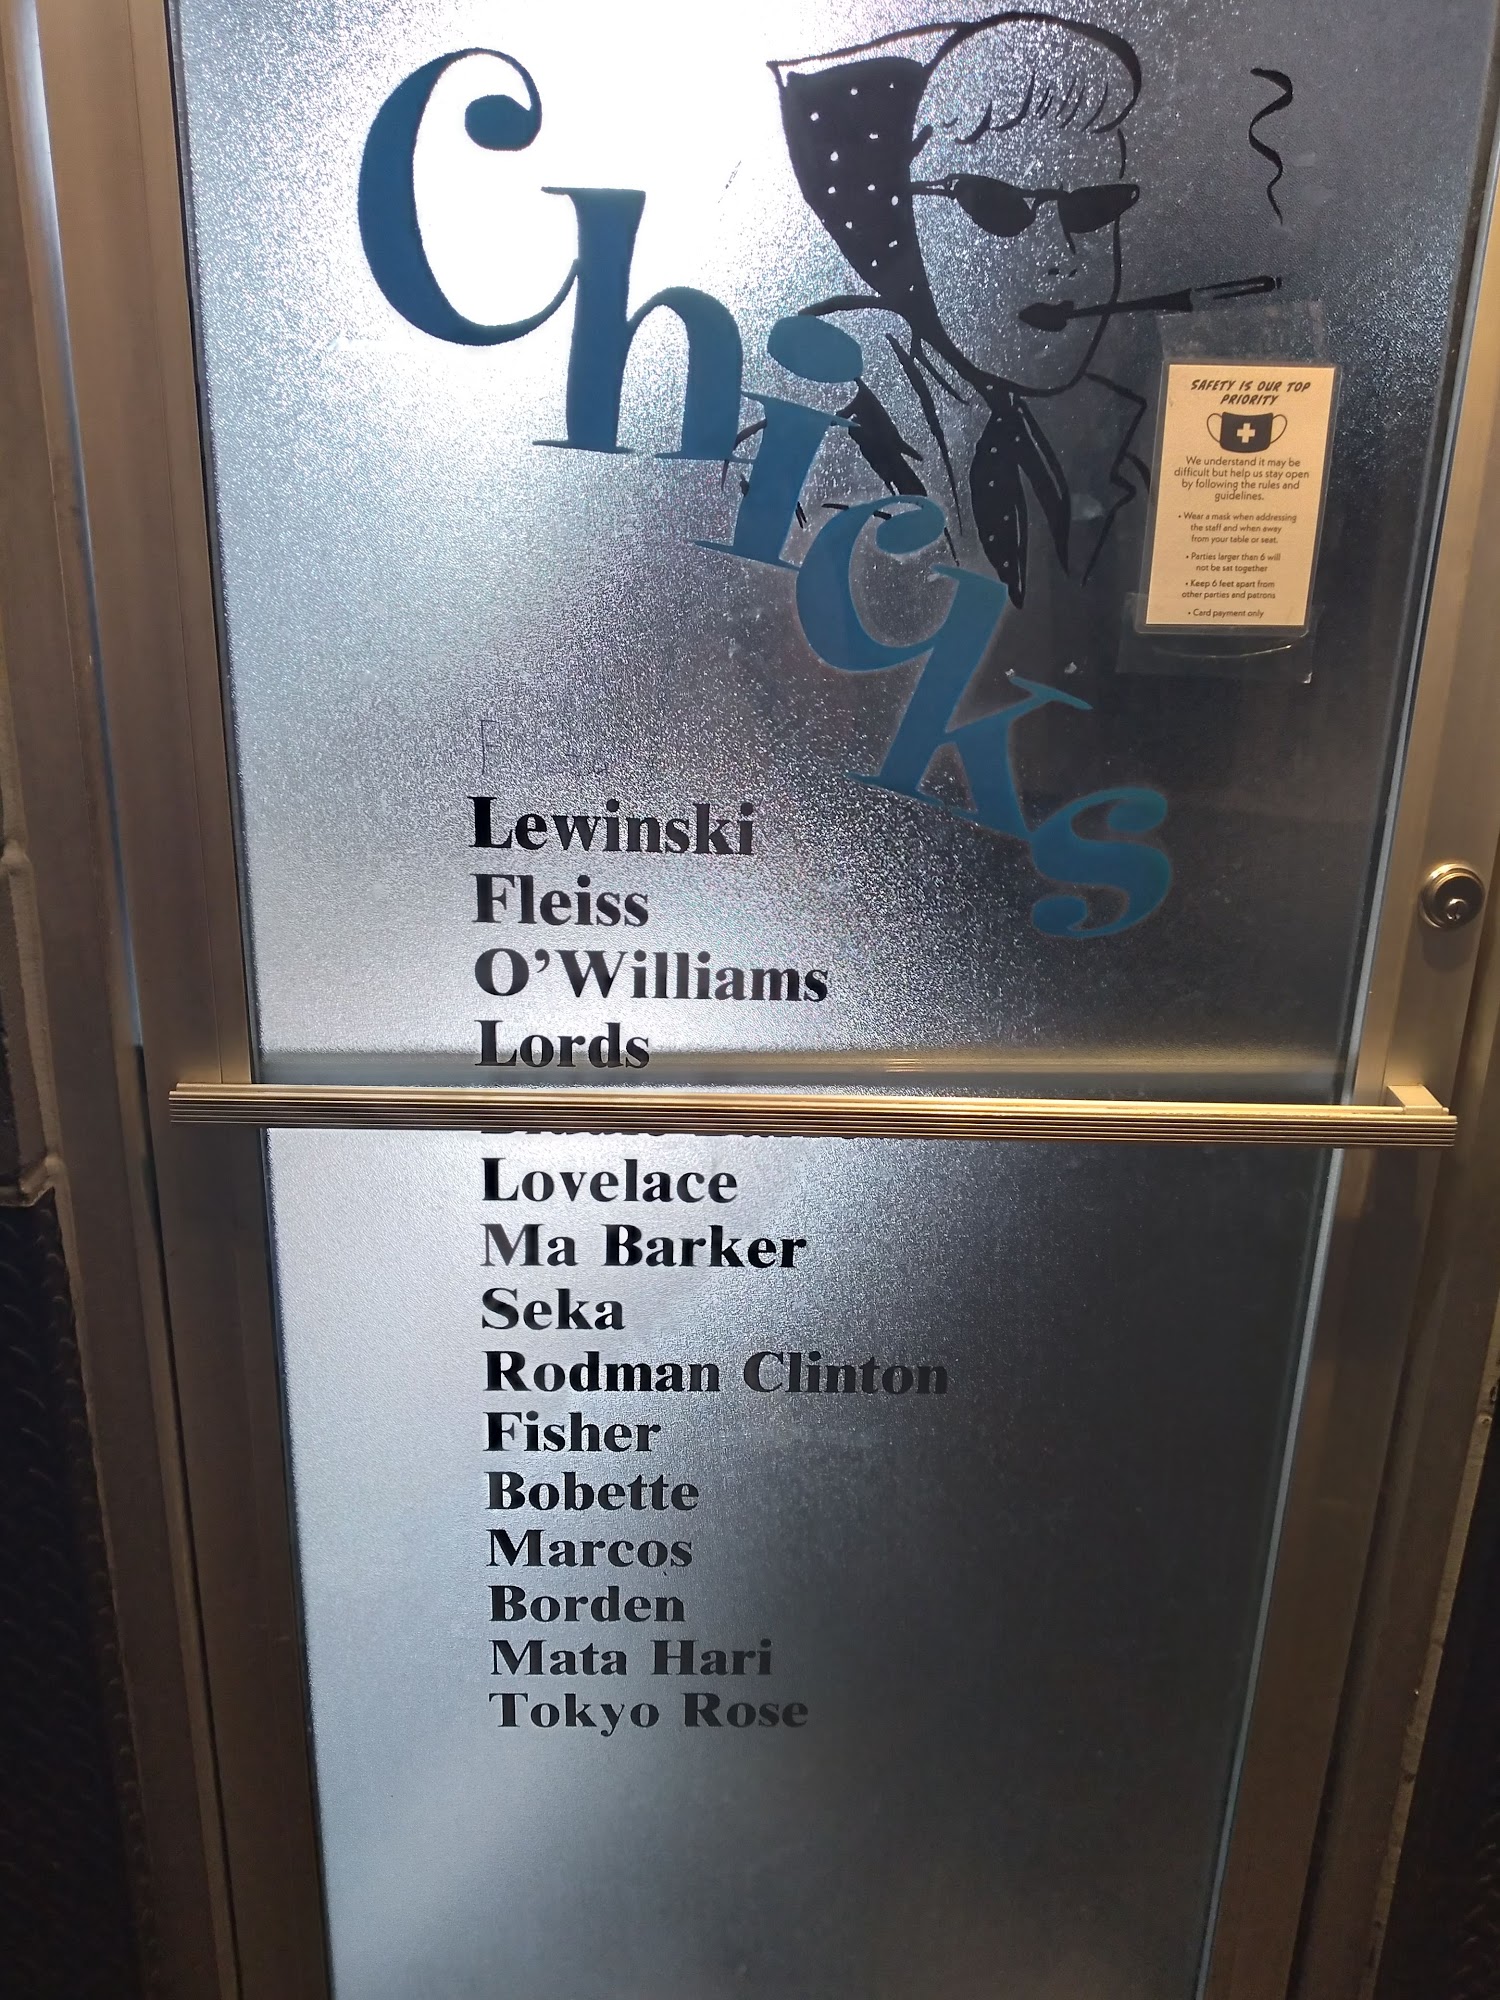 Chicks
SAFETY IS OUR TOP
PRIORITY
We understand it may be
difficult but help us stay open
by following the rules and
guidelines.
• Wear a mask when addressing
the staff and when away
from your table or seat.
• Parties larger than 6 will
not be sat together
• Keep 6 feet apart from
other parties and patrons
• Card payment only
Lewinski
Fleiss
O'Williams
Lords
Lovelace
Ma Barker
Seka
Rodman Clinton
Fisher
Bobette
Marcos
Borden
Mata Hari
Tokyo Rose